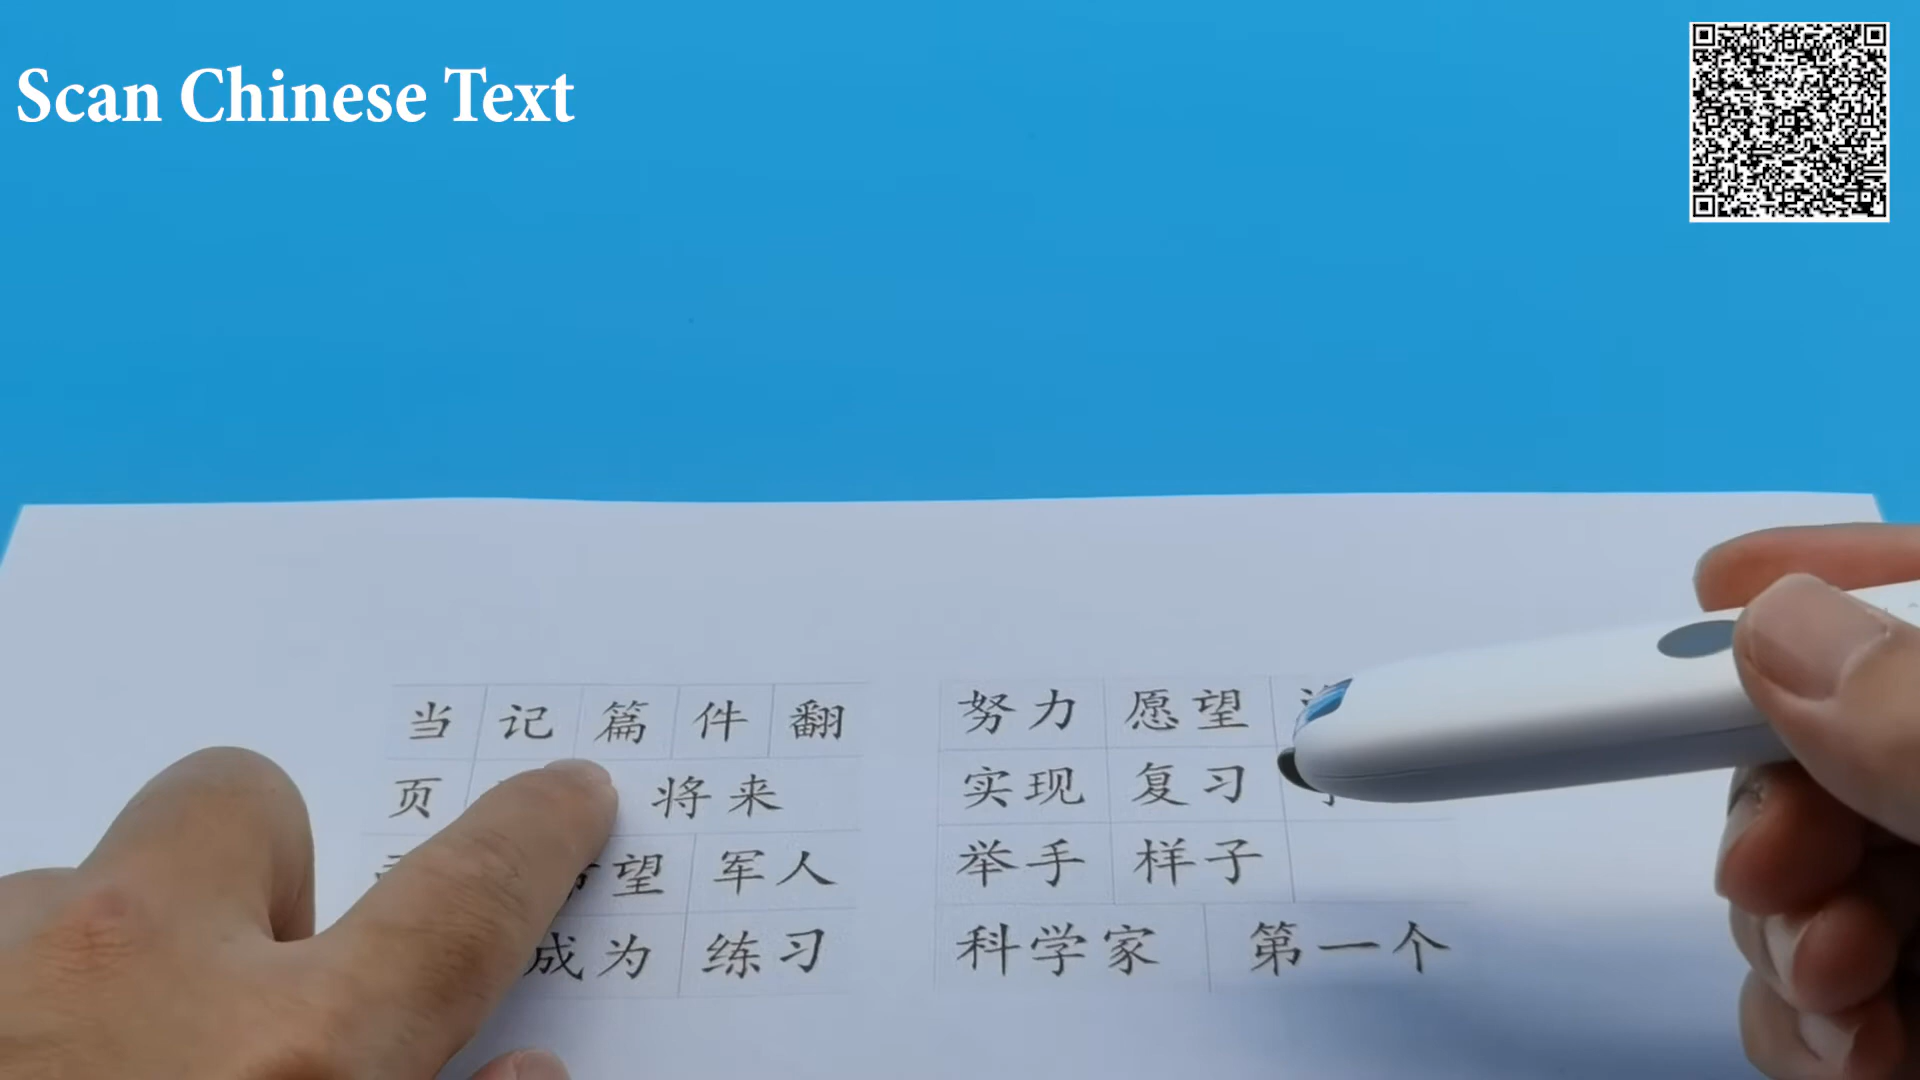 Scan Chinese Text
当 记 篇 件 翻
页 将来
望 军人
成为 练习
努力 愿望
实现 复习
举手 样子
科学家 第一个